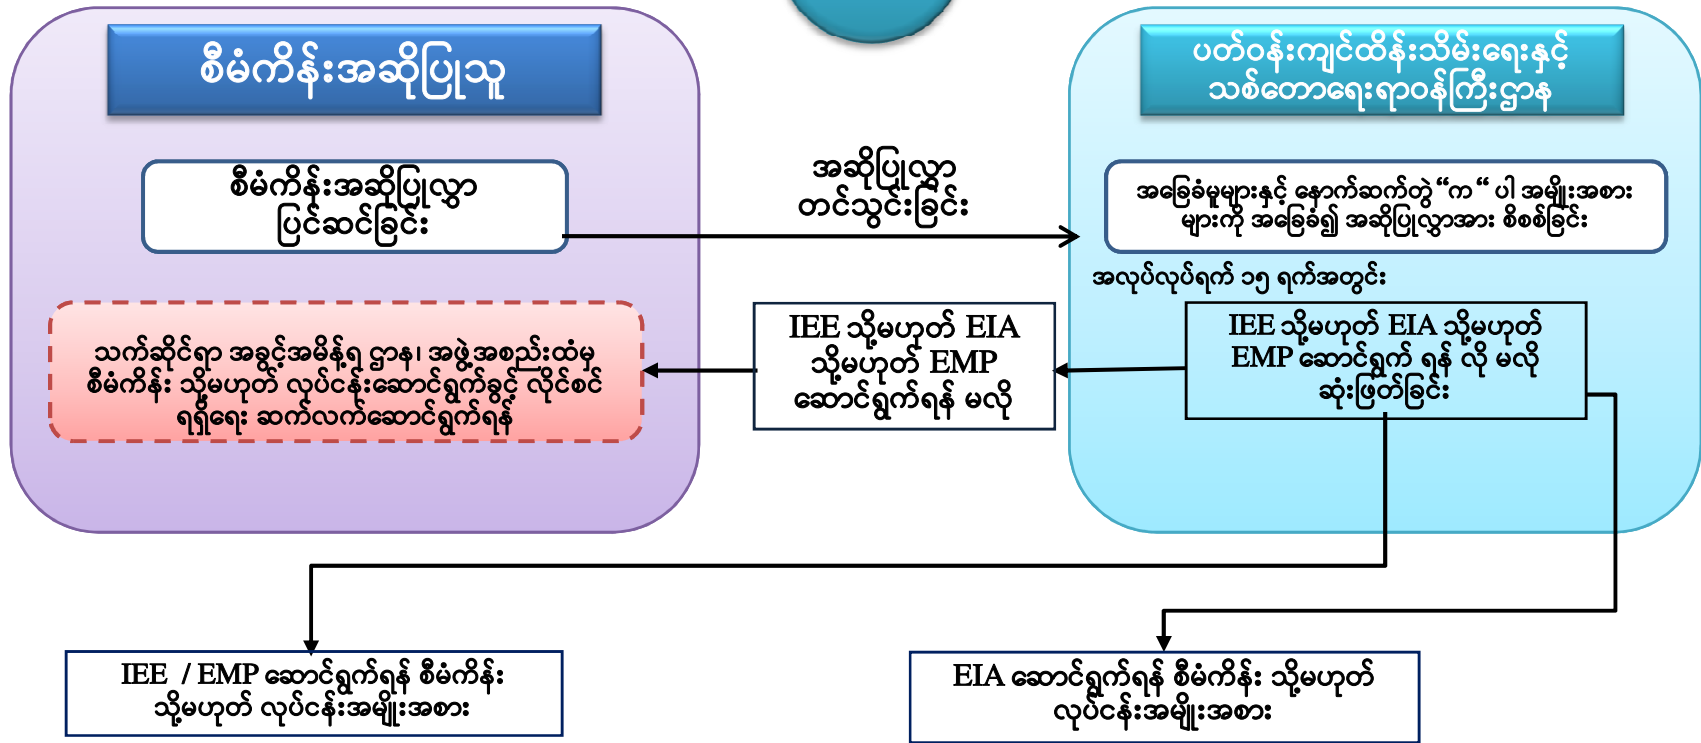 စီမံကိန်းအဆိုပြုသူ
ပတ်ဝန်းကျင်ထိန်းသိမ်းရေးနှင့်
သစ်တောရေးရာဝန်ကြီးဌာန
စီမံကိန်းအဆိုပြုလွှာ
ပြင်ဆင်ခြင်း
အဆိုပြုလွှာ
တင်သွင်းခြင်း
အခြေခံမူများနှင့် နောက်ဆက်တွဲ “က “ ပါ အမျိုးအစား
များကို အခြေခံ၍ အဆိုပြုလွှာအား စိစစ်ခြင်း
အလုပ်လုပ်ရက် ၁၅ ရက်အတွင်း
IEE သို့မဟုတ် EIA သို့မဟုတ်
EMP ဆောင်ရွက် ရန် လို မလို
ဆုံးဖြတ်ခြင်း
IEE သို့မဟုတ် EIA
သို့မဟုတ် EMP
ဆောင်ရွက်ရန် မလို
သက်ဆိုင်ရာ အခွင့်အမိန့်ရ ဌာန၊ အဖွဲ့အစည်းထံမှ
စီမံကိန်း သို့မဟုတ် လုပ်ငန်းဆောင်ရွက်ခွင့် လိုင်စင်
ရရှိရေး ဆက်လက်ဆောင်ရွက်ရန်
IEE / EMP ဆောင်ရွက်ရန် စီမံကိန်း
သို့မဟုတ် လုပ်ငန်းအမျိုးအစား
EIA ဆောင်ရွက်ရန် စီမံကိန်း သို့မဟုတ်
လုပ်ငန်းအမျိုးအစား